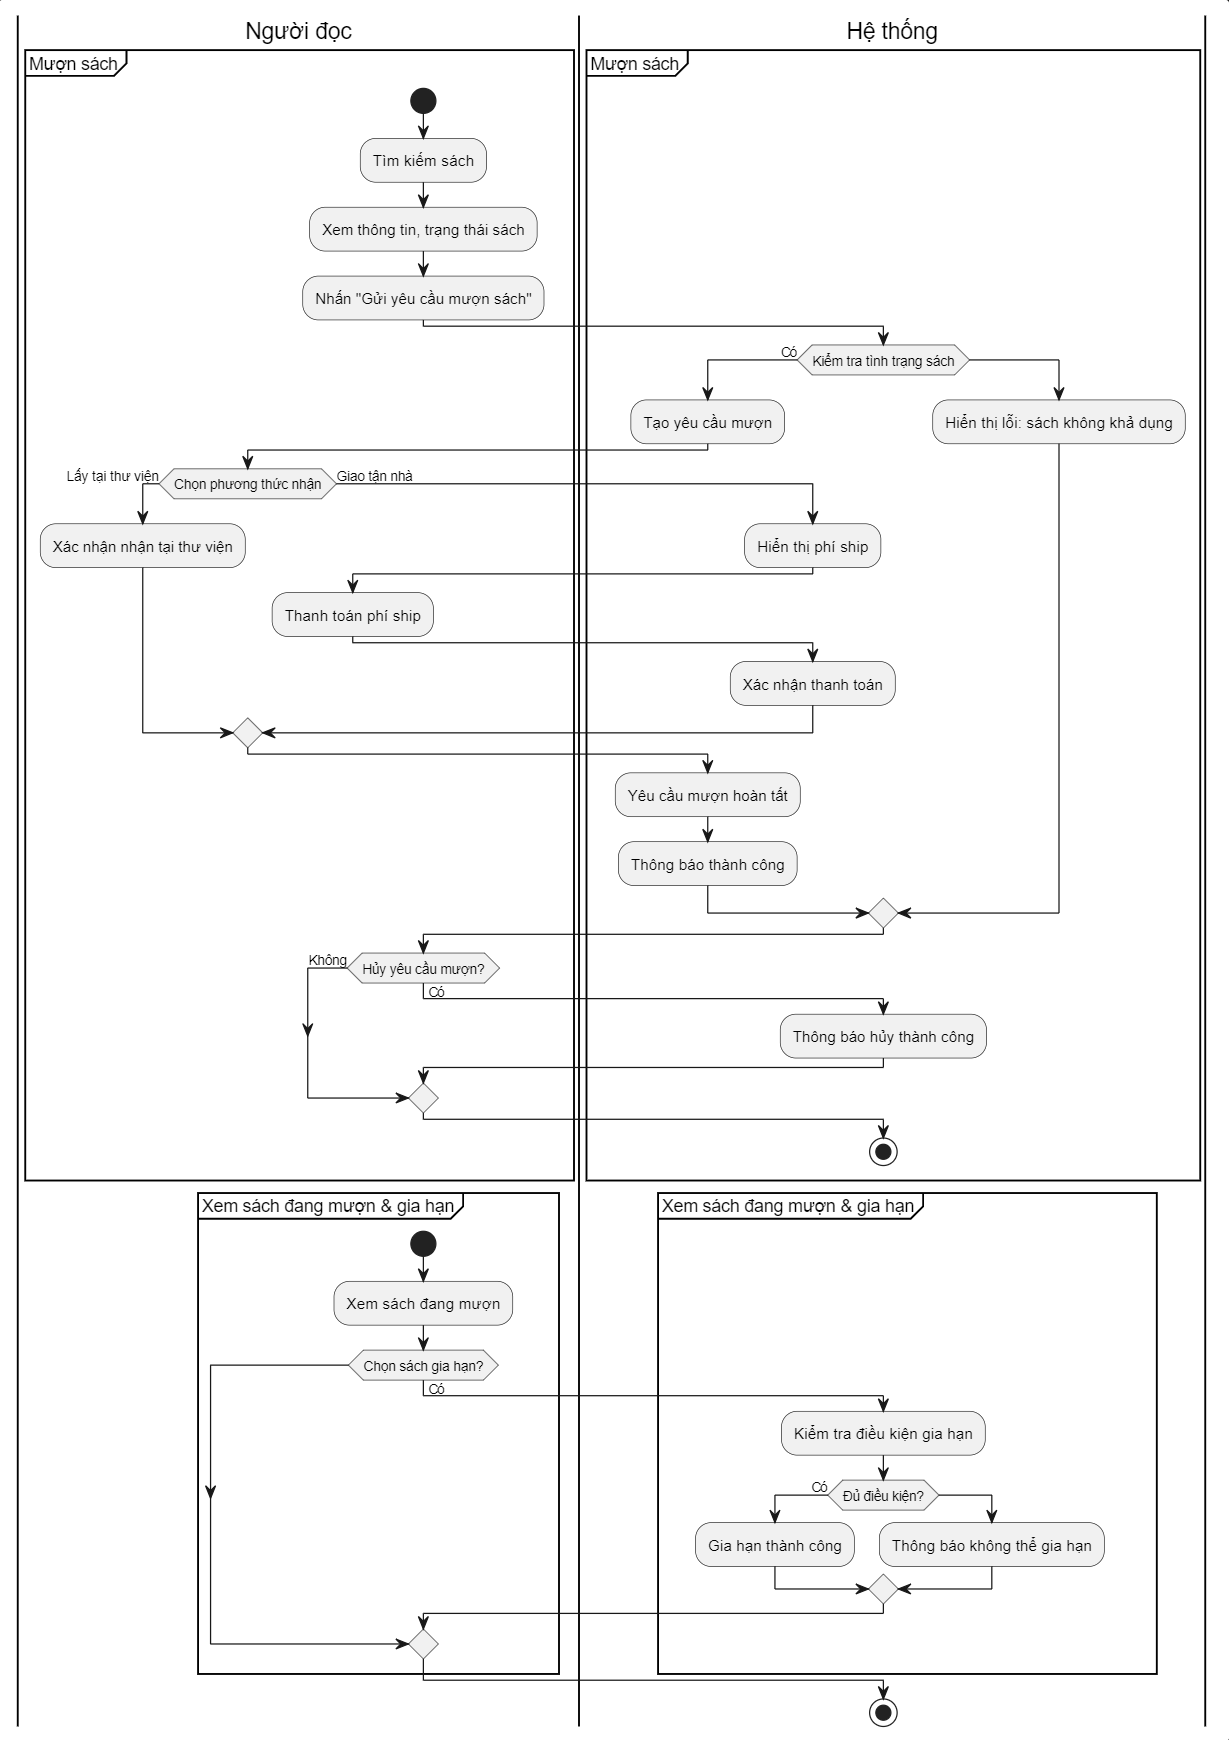 Người đọc
Hệ thống
Mượn sách
Mượn sách
Tìm kiếm sách
Xem thông tin, trạng thái sách
Nhấn "Gửi yêu cầu mượn sách"
Có
Kiểm tra tình trạng sách
Tạo yêu cầu mượn
Hiển thị lỗi: sách không khả dụng
Lấy tại thư viện
Chọn phương thức nhận
Giao tận nhà
Xác nhận nhận tại thư viện
Hiển thị phí ship
Thanh toán phí ship
Xác nhận thanh toán
Yêu cầu mượn hoàn tất
Thông báo thành công
Không
Hủy yêu cầu mượn?
Có
Thông báo hủy thành công
Xem sách đang mượn & gia hạn
Xem sách đang mượn & gia hạn
Xem sách đang mượn
Chọn sách gia hạn?
Có
Kiểm tra điều kiện gia hạn
Có
Đủ điều kiện?
Gia hạn thành công
Thông báo không thể gia hạn